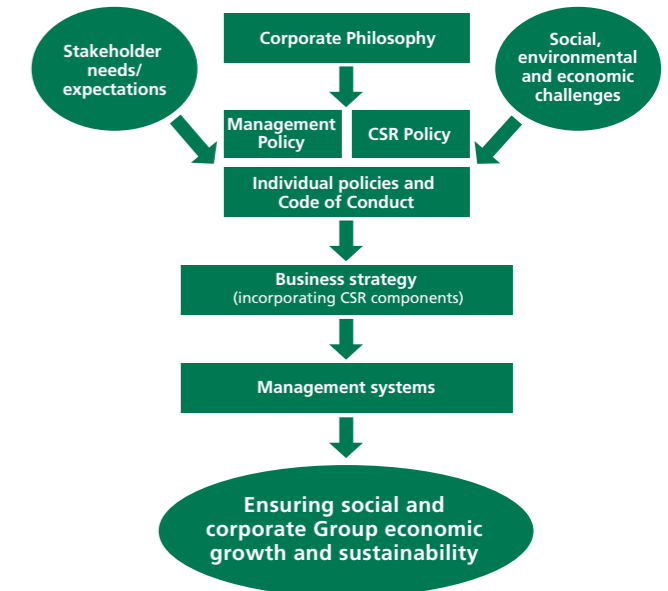 Stakeholder
needs/
expectations
Corporate Philosophy
Social,
environmental
and economic
challenges
Management
Policy
CSR Policy
Individual policies and
Code of Conduct
Business strategy
(incorporating CSR components)
Management systems
Ensuring social and
corporate Group economic
growth and sustainability